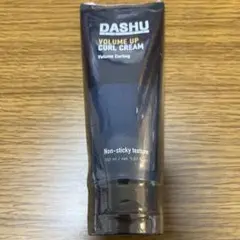 DASHU
VOLUME UP
CURL CREAM
Volume Curling
Non-sticky texture